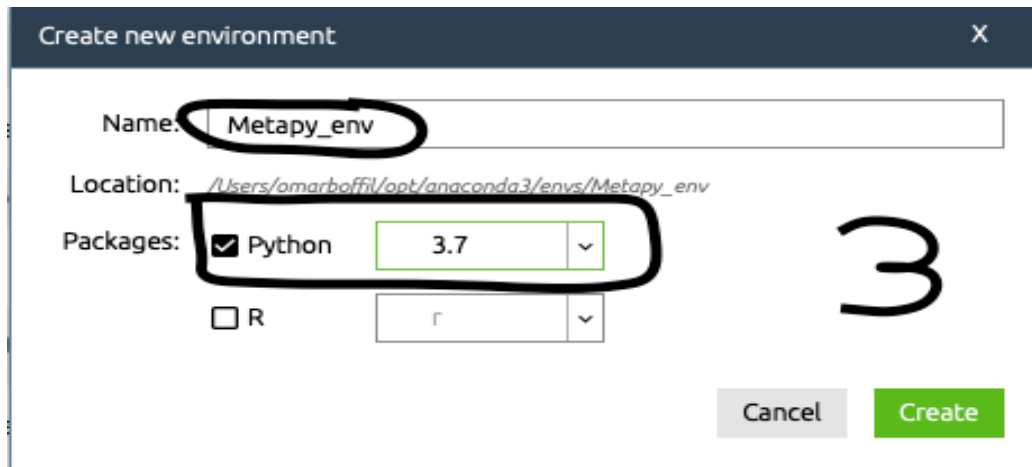 Create new environment X
Name: Metapy_env
Location: /Users/omarboffil/opt/anaconda3/envs/Metapy_env
Packages: Python 3.7
3
R r
Cancel Create